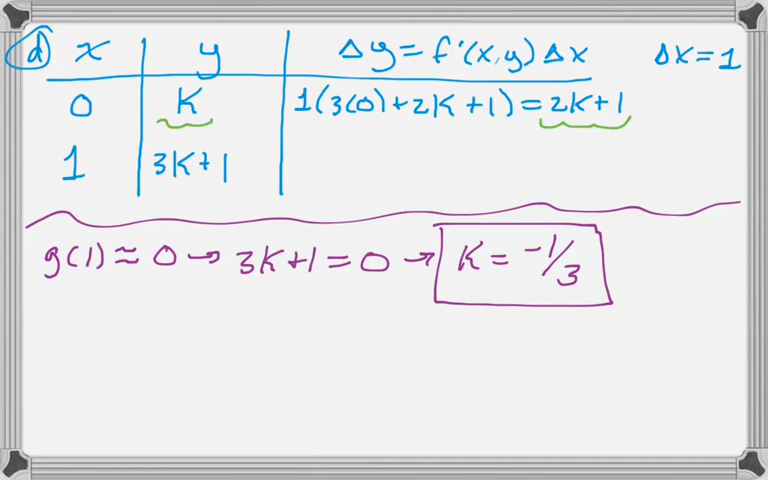 d x y Δy = f'(x,y) Δx Δx = 1
0 K 1(3(0)+2K+1) = 2K+1
1 3K+1
g(1) ≈ 0 → 3K+1 = 0 → K = -1/3